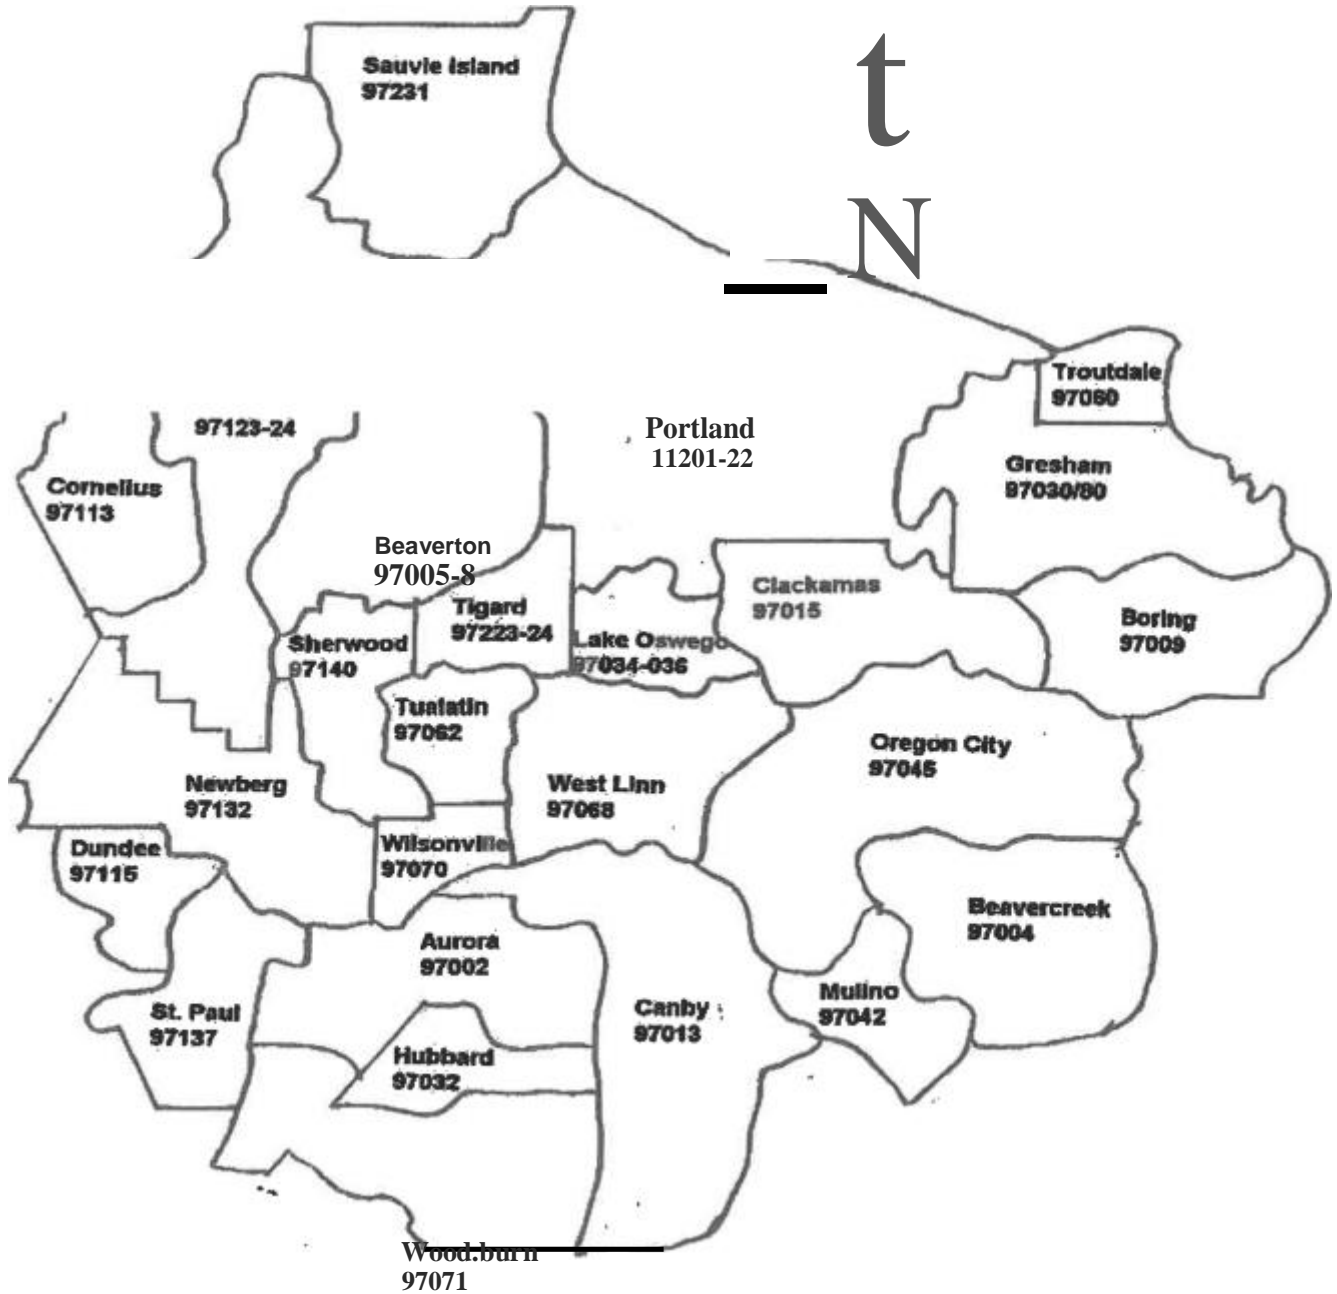 t
N
Sauvie Island
97231
Troutdale
97060
97123-24
Portland
11201-22
Gresham
97030/80
Cornelius
97113
Beaverton
97005-8
Clackamas
97015
Tigard
97223-24
Boring
97009
Sherwood
97140
Lake Oswego
97034-036
Tualatin
97062
Oregon City
97045
Newberg
97132
West Linn
97068
Dundee
97115
Wilsonville
97070
Beavercreek
97004
Aurora
97002
St. Paul
97137
Canby
97013
Mulino
97042
Hubbard
97032
Wood.burn
97071